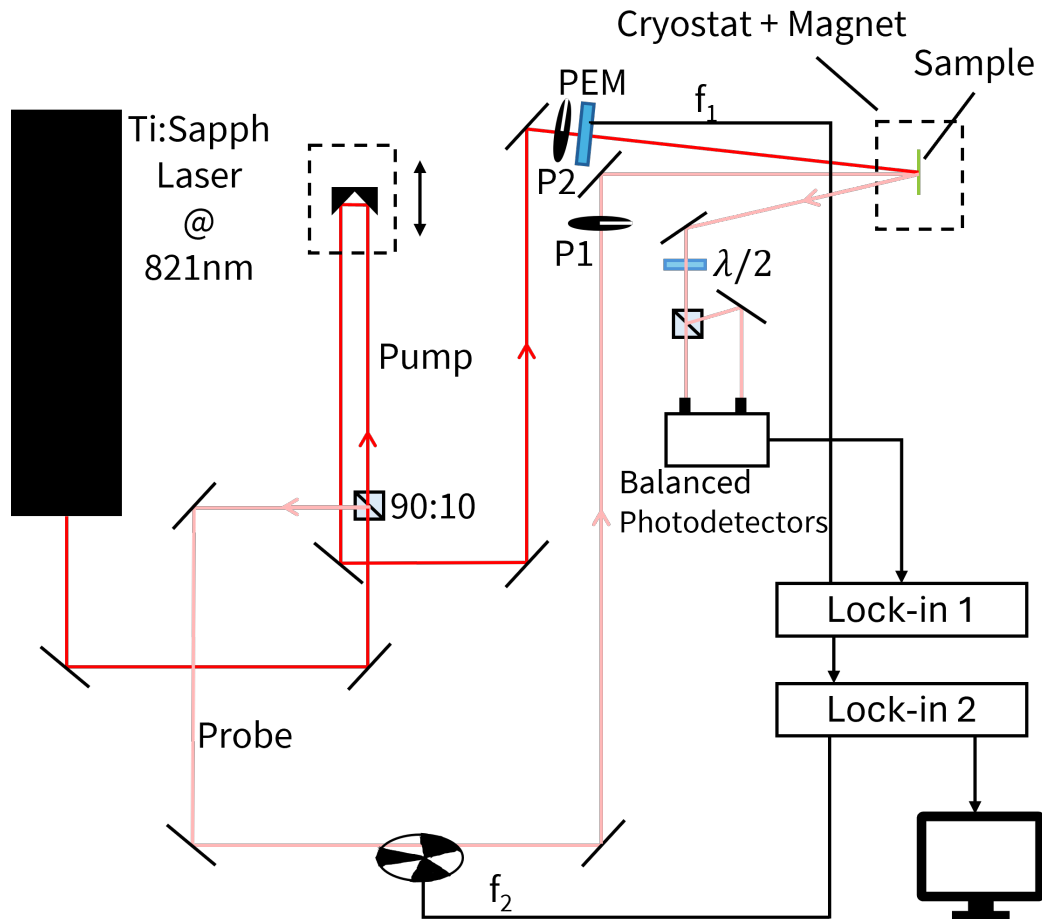 Cryostat + Magnet
Sample
PEM
f₁
Ti:Sapph
Laser
@
821nm
P2
P1
λ/2
Pump
90:10
Balanced
Photodetectors
Lock-in 1
Lock-in 2
Probe
f₂